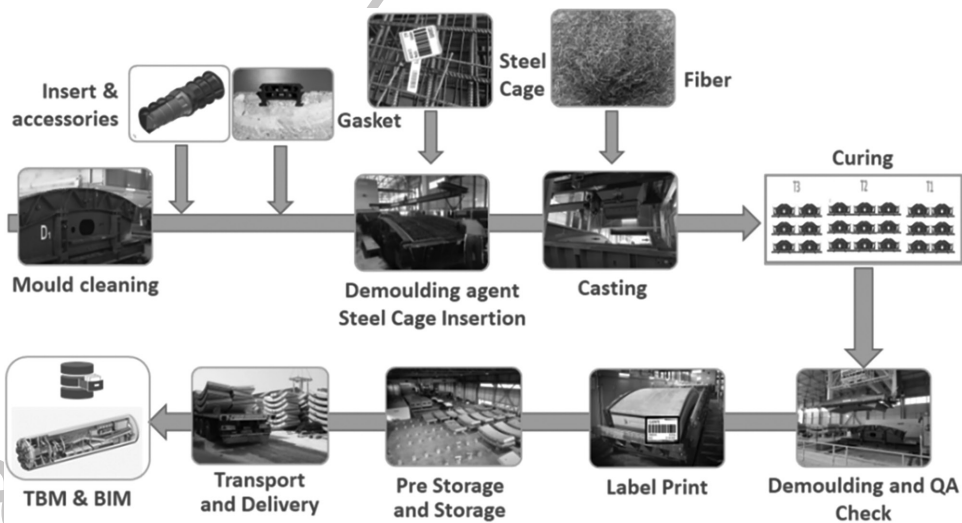 Insert &
accessories
Gasket
Steel
Cage
Fiber
Curing
T3 T2 T1
D1
Mould cleaning
Demoulding agent
Steel Cage Insertion
Casting
TBM & BIM
Transport
and Delivery
Pre Storage
and Storage
Label Print
Demoulding and QA
Check